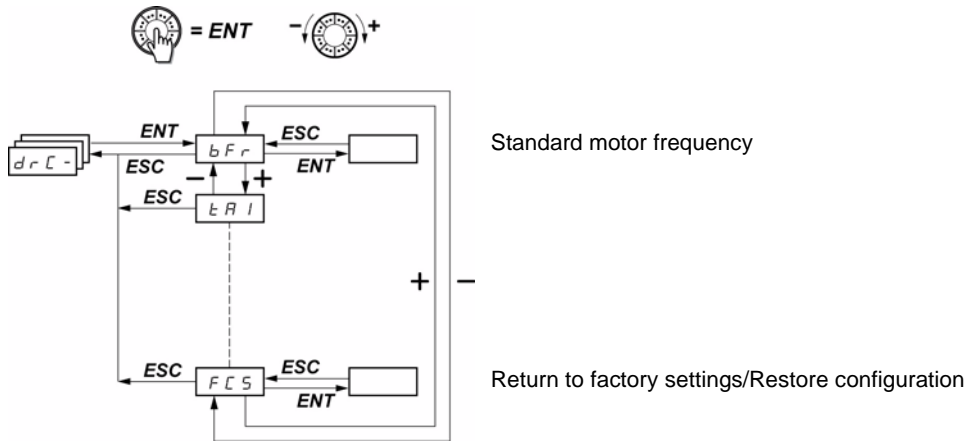 = ENT
- +
ENT
ESC
drC-
ESC
bFr
ENT
Standard motor frequency
- +
ESC
tA1
+ -
ESC
FCS
ESC
ENT
Return to factory settings/Restore configuration